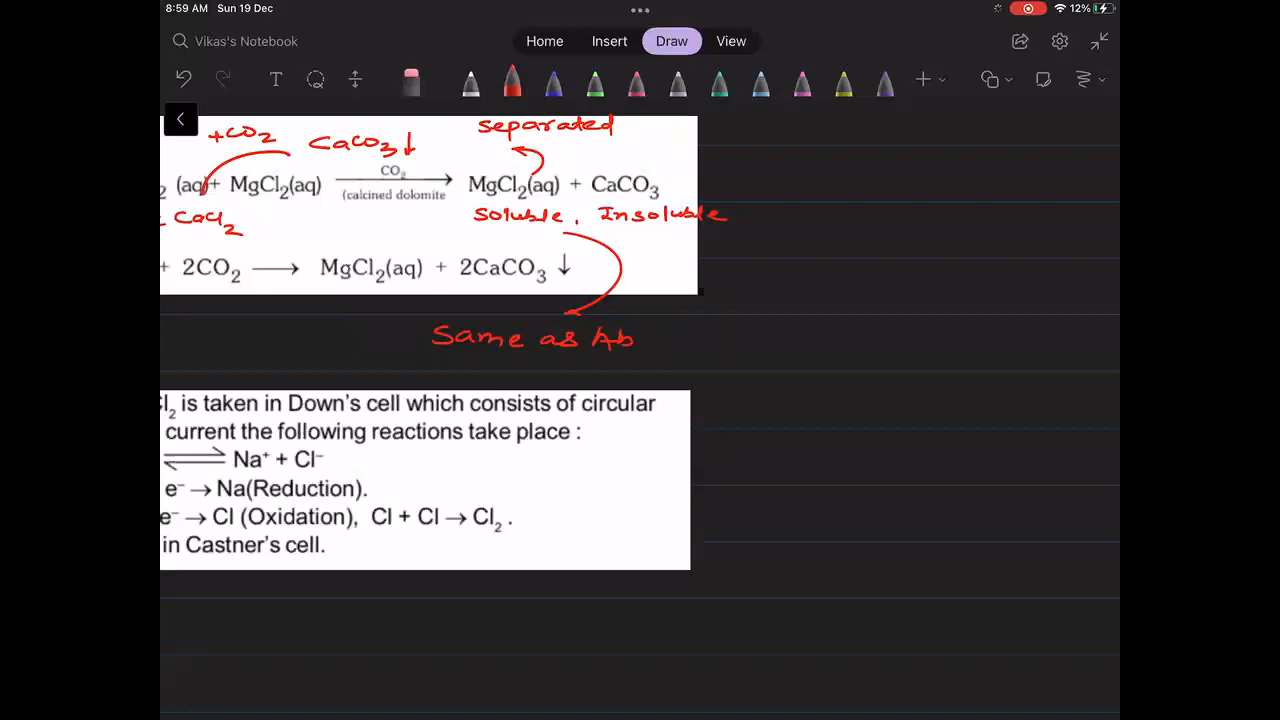 8:59 AM Sun 19 Dec
12%
Vikas's Notebook
Home Insert Draw View
+CO2 CaCO3↓ separated
2 (aq)+ MgCl2(aq) CO2 (calcined dolomite → MgCl2(aq) + CaCO3
CaCl2 soluble, Insoluble
+ 2CO2 → MgCl2(aq) + 2CaCO3 ↓
Same as Ab
Cl2 is taken in Down's cell which consists of circular
current the following reactions take place :
⇌ Na⁺ + Cl⁻
e⁻ → Na(Reduction).
e⁻ → Cl (Oxidation), Cl + Cl → Cl2 .
in Castner's cell.